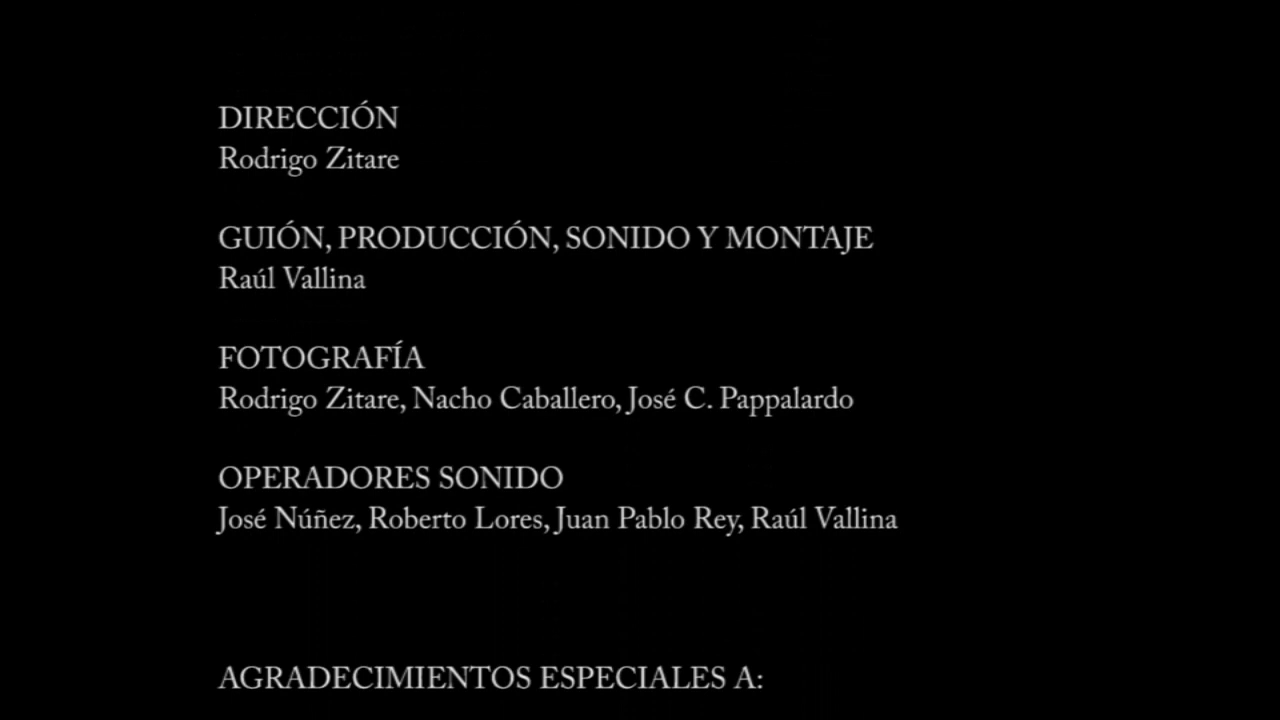 DIRECCIÓN
Rodrigo Zitare
GUIÓN, PRODUCCIÓN, SONIDO Y MONTAJE
Raúl Vallina
FOTOGRAFÍA
Rodrigo Zitare, Nacho Caballero, José C. Pappalardo
OPERADORES SONIDO
José Núñez, Roberto Lores, Juan Pablo Rey, Raúl Vallina
AGRADECIMIENTOS ESPECIALES A: